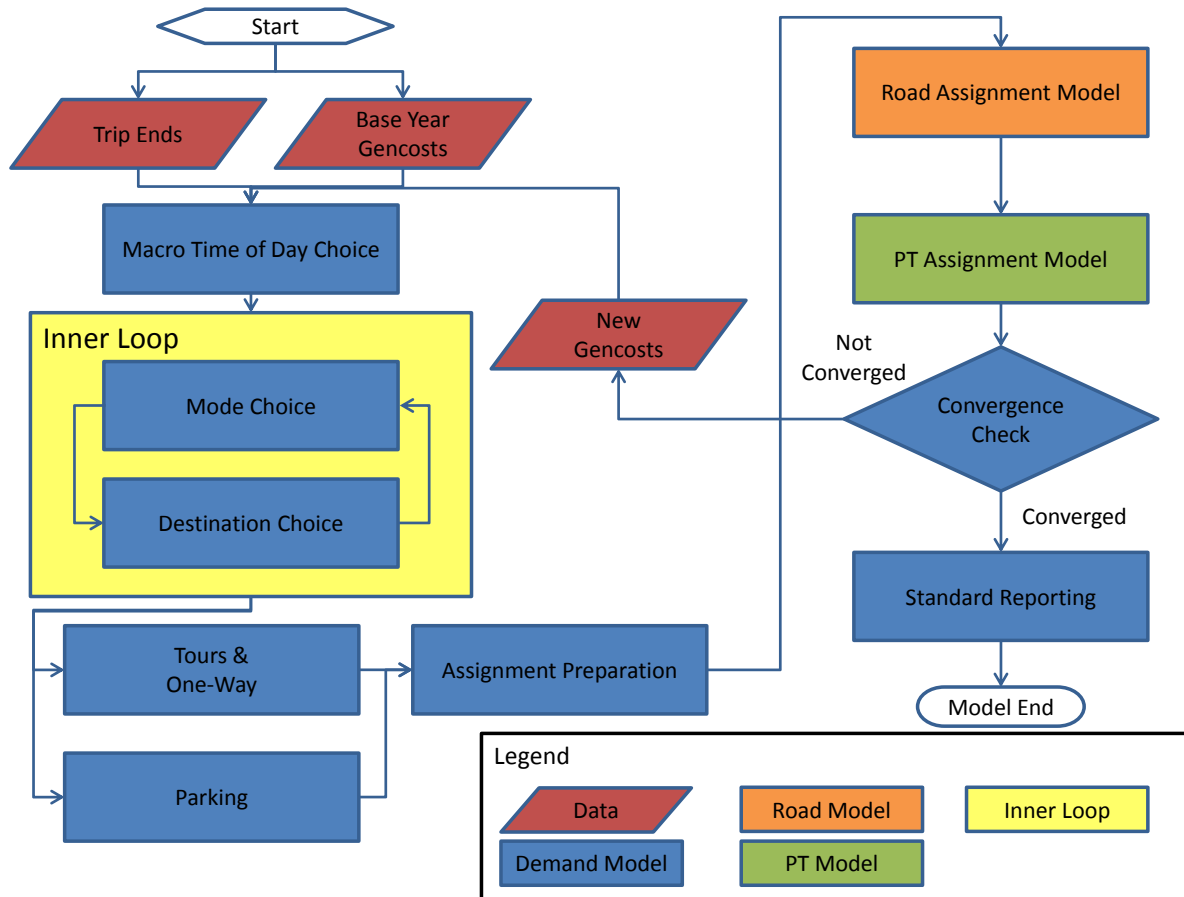 Start
Trip Ends
Base Year
Gencosts
Macro Time of Day Choice
Inner Loop
Mode Choice
Destination Choice
Tours &
One-Way
Parking
Assignment Preparation
New
Gencosts
Road Assignment Model
PT Assignment Model
Not
Converged
Convergence
Check
Converged
Standard Reporting
Model End
Legend
Data
Road Model
Inner Loop
Demand Model
PT Model